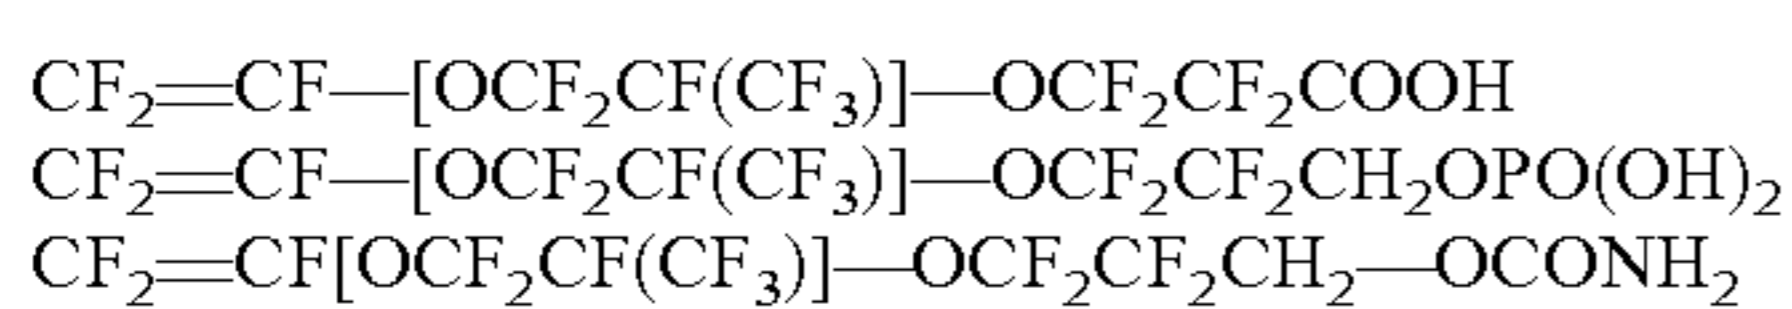 CF₂=CF—[OCF₂CF(CF₃)]—OCF₂CF₂COOH
CF₂=CF—[OCF₂CF(CF₃)]—OCF₂CF₂CH₂OPO(OH)₂
CF₂=CF[OCF₂CF(CF₃)]—OCF₂CF₂CH₂—OCONH₂